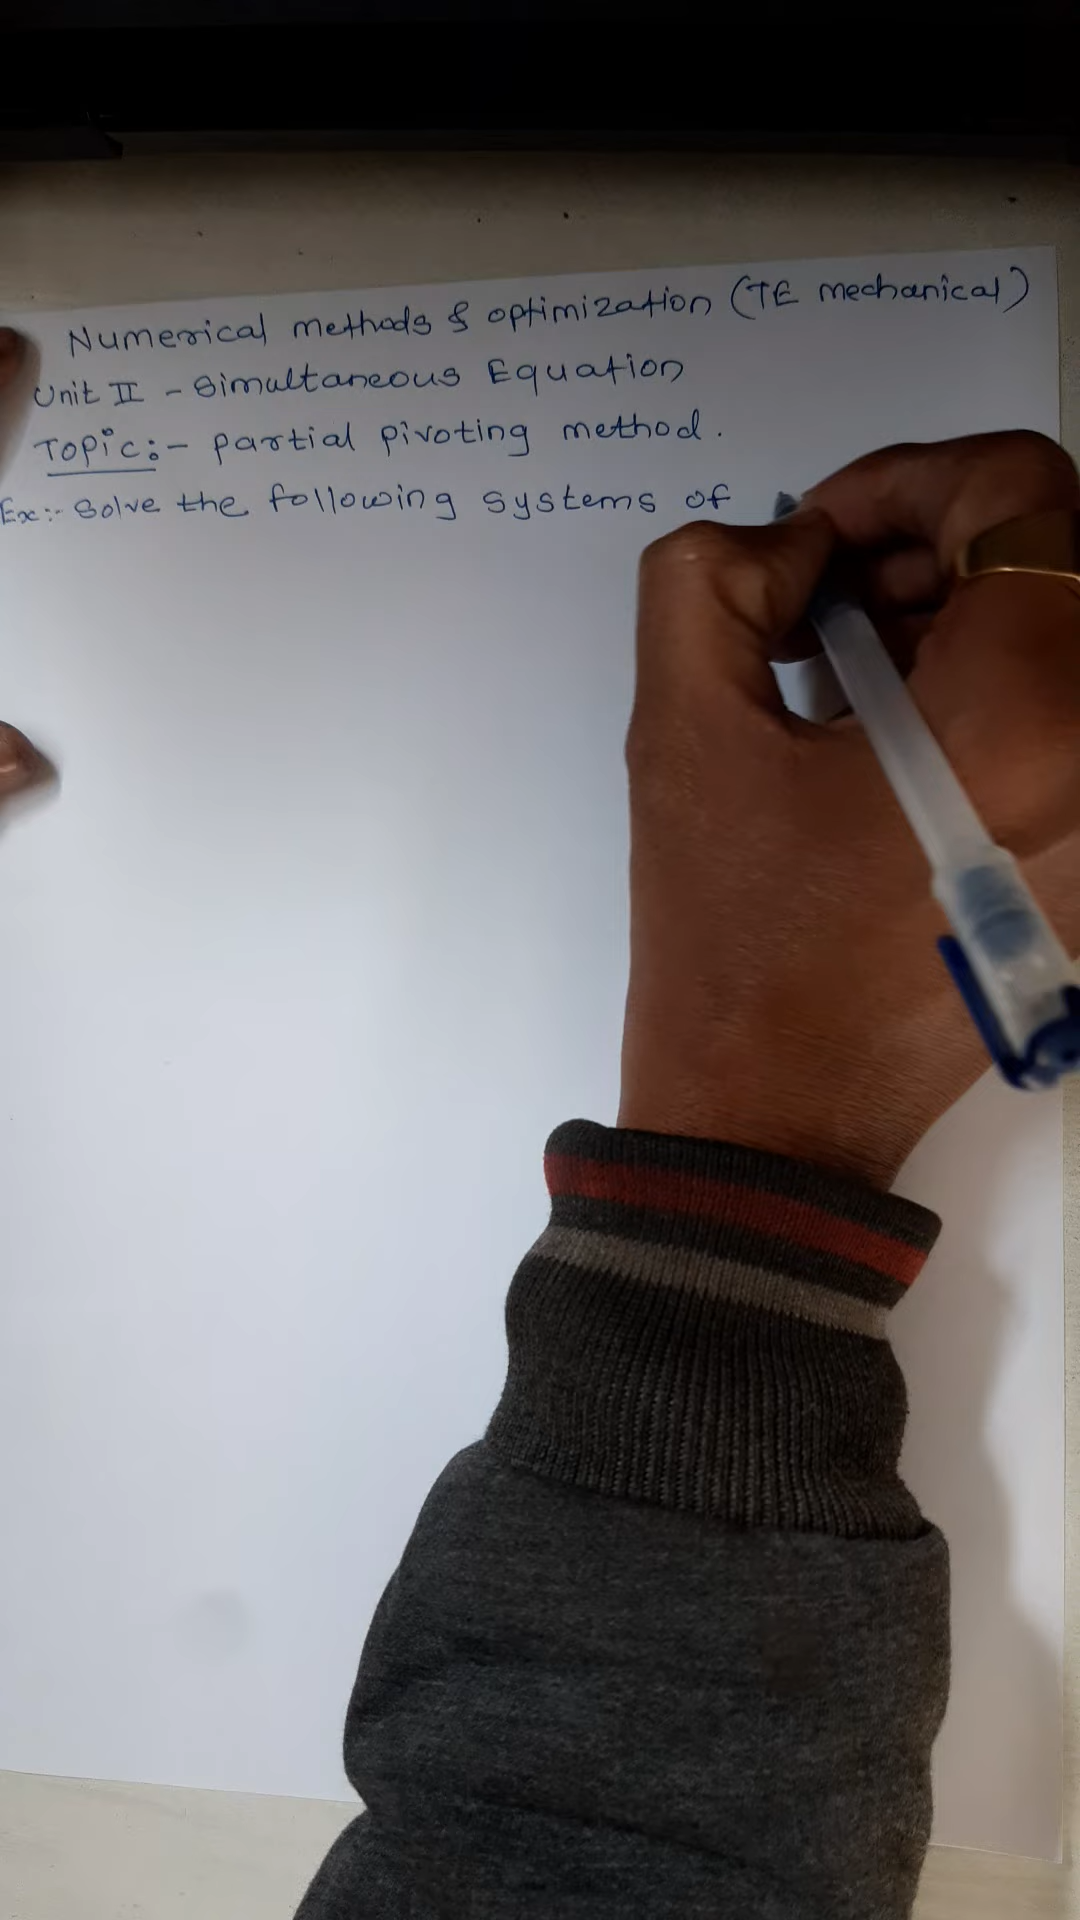 Numerical methods & optimization (TE mechanical)
Unit II - Simultaneous Equation
Topic:- partial pivoting method.
Ex:- Solve the following systems of